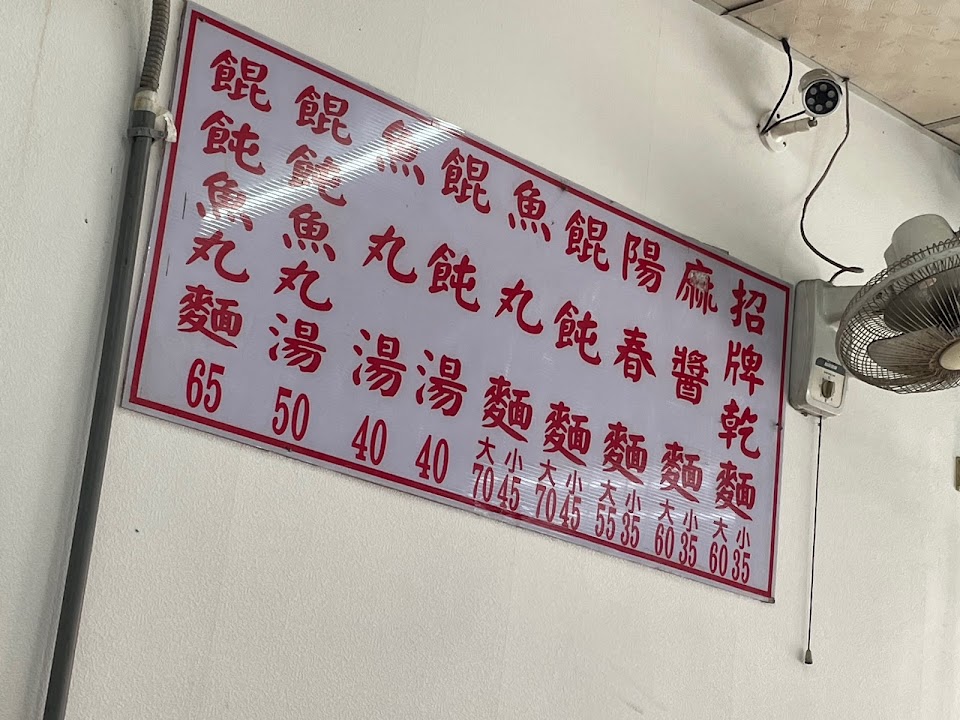 招牌乾麵 大60 小35
麻醬麵 大60 小35
陽春麵 大55 小35
餛飩麵 大70 小45
魚丸麵 大70 小45
餛飩湯 40
魚丸湯 40
餛飩魚丸湯 50
餛飩魚丸麵 65